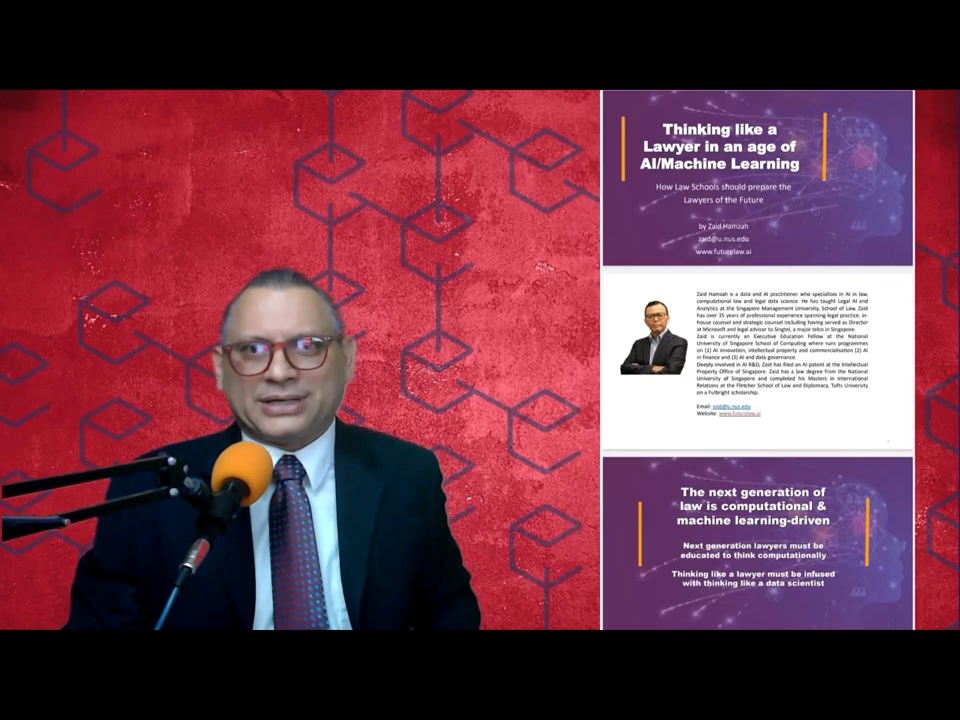 Thinking like a
Lawyer in an age of
AI/Machine Learning
How Law Schools should prepare the
Lawyers of the Future
by Zaid Hamzah
zaid@u.nus.edu
www.futurelaw.ai
Zaid Hamzah is a data and AI practitioner who specializes in AI in law,
computational law and legal data science. He has taught Legal AI and
Analytics at the Singapore Management University, School of Law. Zaid
has over 35 years of professional experience spanning legal practice, in-
house counsel and strategic counsel including having served as Director
at Microsoft and legal advisor to Singtel, a major telco in Singapore.
Zaid is currently an Executive Education Fellow at the National
University of Singapore School of Computing where runs programmes
on (1) AI innovation, intellectual property and commercialisation (2) AI
in finance and (3) AI and data governance.
Deeply involved in AI R&D, Zaid has filed an AI patent at the Intellectual
Property Office of Singapore. Zaid has a law degree from the National
University of Singapore and completed his Masters in International
Relations at the Fletcher School of Law and Diplomacy, Tufts University
on a Fulbright scholarship.
Email: zaid@u.nus.edu
Website: www.futurelaw.ai
The next generation of
law is computational &
machine learning-driven
Next generation lawyers must be
educated to think computationally
Thinking like a lawyer must be infused
with thinking like a data scientist